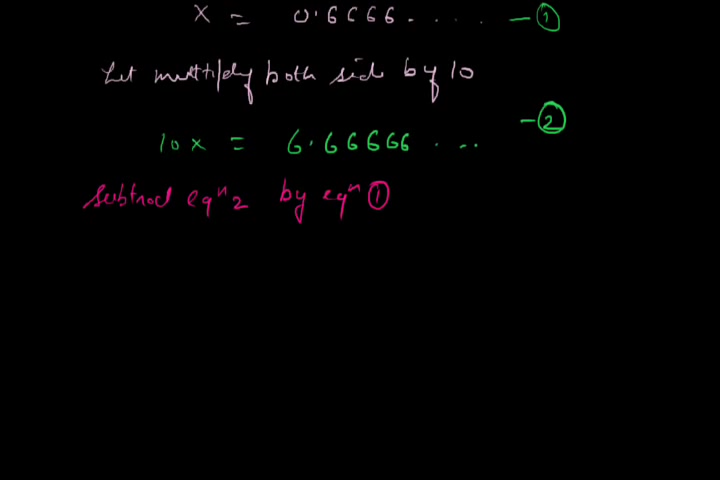 x = 0.6666..... -①
Let multiply both side by 10
10x = 6.66666 ... -②
subtract eqⁿ 2 by eqⁿ ①